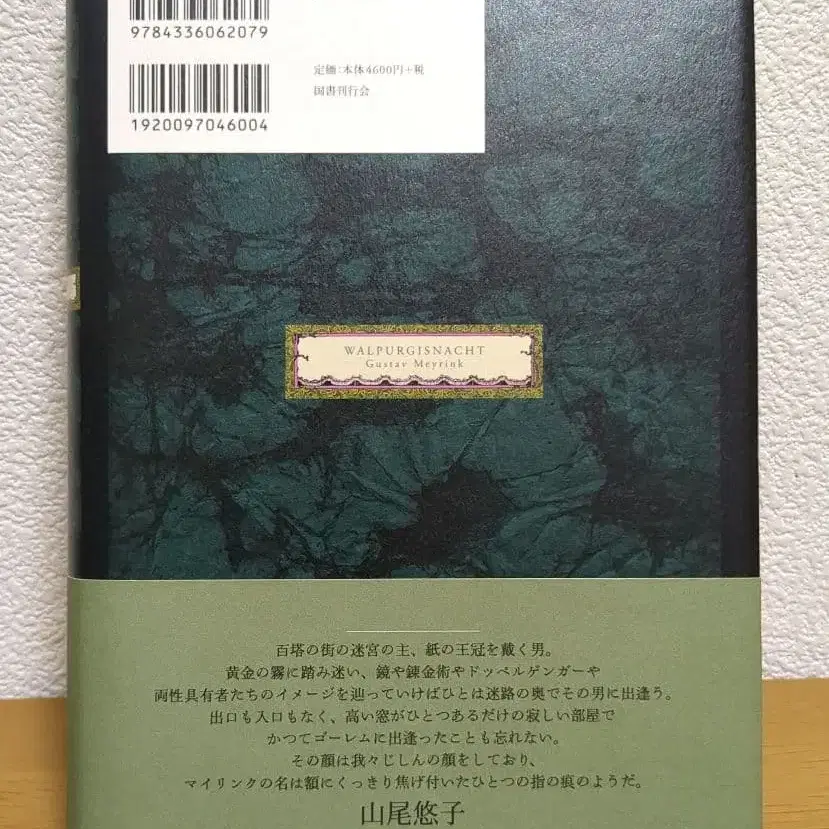 9784336062079
定価:本体4600円+税
国書刊行会
1920097046004
WALPURGISNACHT
Gustav Meyrink
百塔の街の迷宮の主、紙の王冠を戴く男。
黄金の霧に踏み迷い、鏡や錬金術やドッペルゲンガーや
両性具有者たちのイメージを辿っていけばひとは迷路の奥でその男に出逢う。
出口も入口もなく、高い窓がひとつあるだけの寂しい部屋で
かつてゴーレムに出逢ったことも忘れない。
その顔は我々じしんの顔をしており、
マイリンクの名は額にくっきり焦げ付いたひとつの指の痕のようだ。
山尾悠子